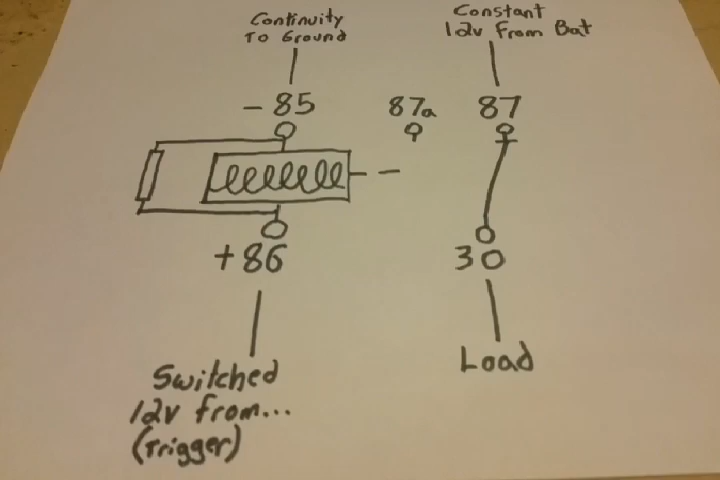 Continuity
To Ground
Constant
12v From Bat
- 85
87a
87
+ 86
30
Switched
12v from...
(Trigger)
Load